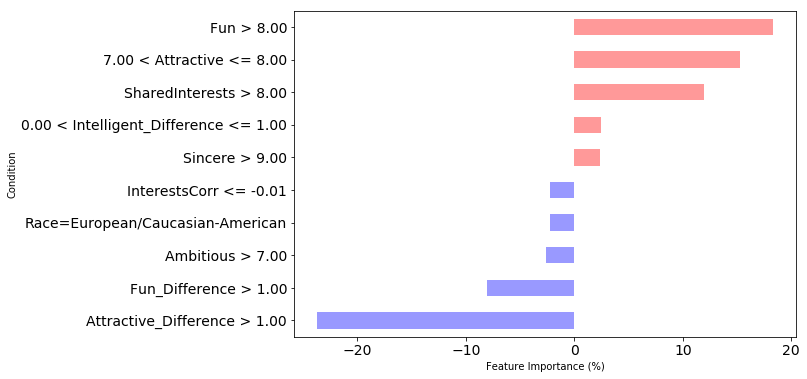 Fun > 8.00
7.00 < Attractive <= 8.00
SharedInterests > 8.00
0.00 < Intelligent_Difference <= 1.00
Sincere > 9.00
InterestsCorr <= -0.01
Race=European/Caucasian-American
Ambitious > 7.00
Fun_Difference > 1.00
Attractive_Difference > 1.00
Condition
−20 −10 0 10 20
Feature Importance (%)